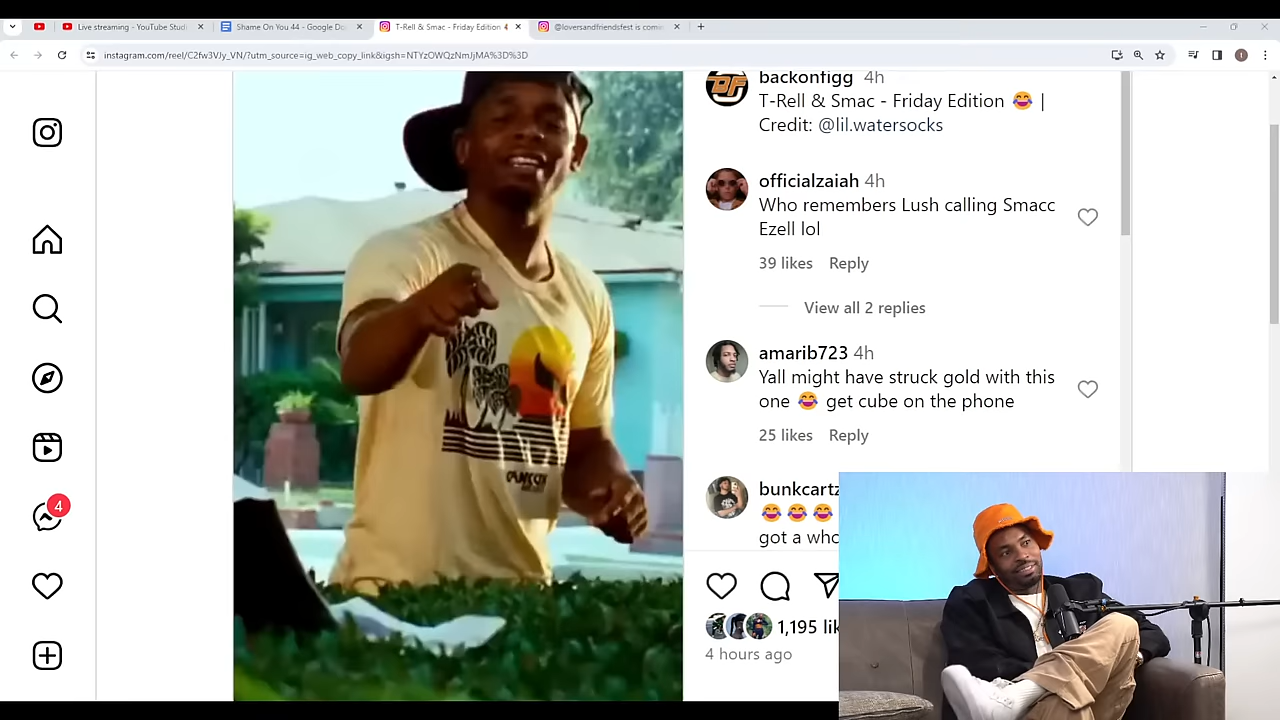 Live streaming - YouTube Studi
Shame On You 44 - Google Do
T-Rell & Smac - Friday Edition
@loversandfriendsfest is comi
instagram.com/reel/C2fw3VJy_VN/?utm_source=ig_web_copy_link&igsh=NTYzOWQzNmJjMA%3D%3D
backonfigg 4h
T-Rell & Smac - Friday Edition 😂 |
Credit: @lil.watersocks
officialzaiah 4h
Who remembers Lush calling Smacc
Ezell lol
39 likes Reply
View all 2 replies
amarib723 4h
Yall might have struck gold with this
one 😂 get cube on the phone
25 likes Reply
bunkcartz
😂😂😂
got a who
1,195 lik
4 hours ago
4